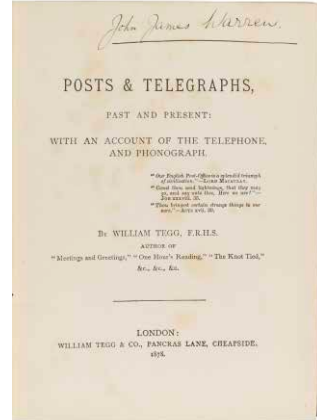 John James Warren.
POSTS & TELEGRAPHS,
PAST AND PRESENT:
WITH AN ACCOUNT OF THE TELEPHONE,
AND PHONOGRAPH.
"Our English Post-Office is a splendid triumph
of civilization."—LORD MACAULAY.
"Canst thou send lightnings, that they may
go, and say unto thee, Here we are?"—
JOB xxxviii. 35.
"Thou bringest certain strange things to our
ears."—ACTS xvii. 20.
BY WILLIAM TEGG, F.R.H.S.
AUTHOR OF
"Meetings and Greetings," "One Hour's Reading," "The Knot Tied,"
&c., &c., &c.
LONDON:
WILLIAM TEGG & CO., PANCRAS LANE, CHEAPSIDE.
1878.